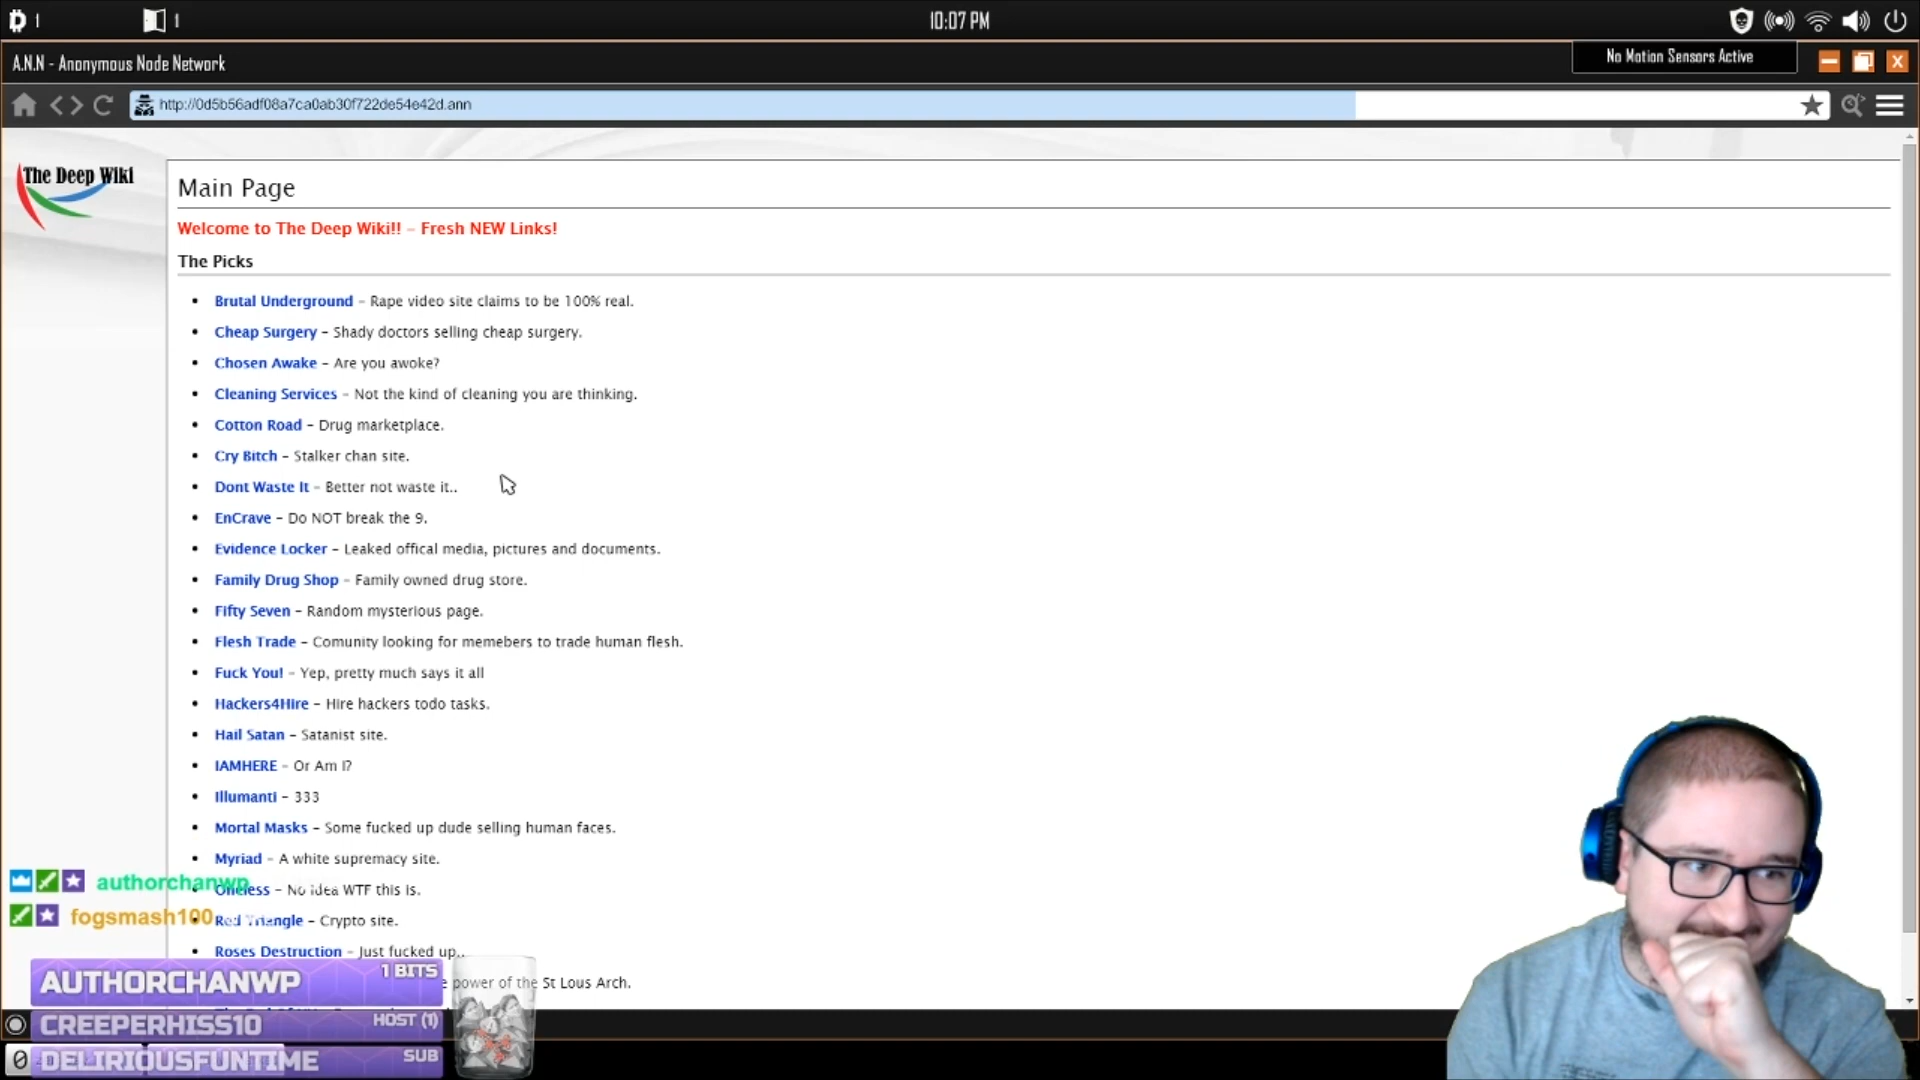 1
1
10:07 PM
A.N.N - Anonymous Node Network
No Motion Sensors Active
http://0d5b56adf08a7ca0ab30f722de54e42d.ann
The Deep Wiki
Main Page
Welcome to The Deep Wiki!! - Fresh NEW Links!
The Picks
Brutal Underground - Rape video site claims to be 100% real.
Cheap Surgery - Shady doctors selling cheap surgery.
Chosen Awake - Are you awoke?
Cleaning Services - Not the kind of cleaning you are thinking.
Cotton Road - Drug marketplace.
Cry Bitch - Stalker chan site.
Dont Waste It - Better not waste it..
EnCrave - Do NOT break the 9.
Evidence Locker - Leaked offical media, pictures and documents.
Family Drug Shop - Family owned drug store.
Fifty Seven - Random mysterious page.
Flesh Trade - Comunity looking for memebers to trade human flesh.
Fuck You! - Yep, pretty much says it all
Hackers4Hire - Hire hackers todo tasks.
Hail Satan - Satanist site.
IAMHERE - Or Am I?
Illumanti - 333
Mortal Masks - Some fucked up dude selling human faces.
Myriad - A white supremacy site.
authorchanwp
Oneless - No idea WTF this is.
fogsmash100
Red Triangle - Crypto site.
Roses Destruction - Just fucked up..
AUTHORCHANWP 1 BITS
power of the St Lous Arch.
CREEPERHISS10 HOST (1)
0 DELIRIOUSFUNTIME SUB